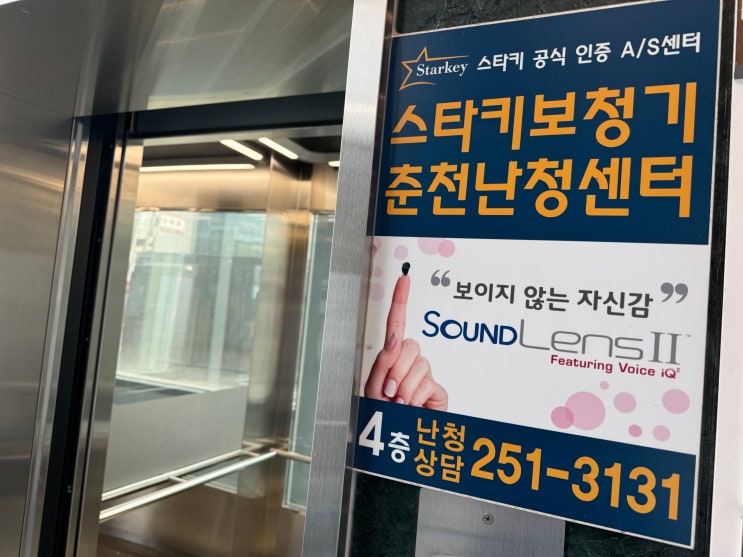 Starkey 스타키 공식 인증 A/S센터
스타키보청기
춘천난청센터
“보이지 않는 자신감”
SOUNDLens II™
Featuring Voice iQ²
4층 난청
상담 251-3131